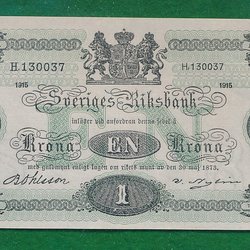 H.130037 H.130037
1915 1915
Sveriges Riksbank
inlöser vid anfordran denna sedel å
Krona EN Krona
med guldmynt enligt lagen om rikets mynt av den 30 maj 1873.
1